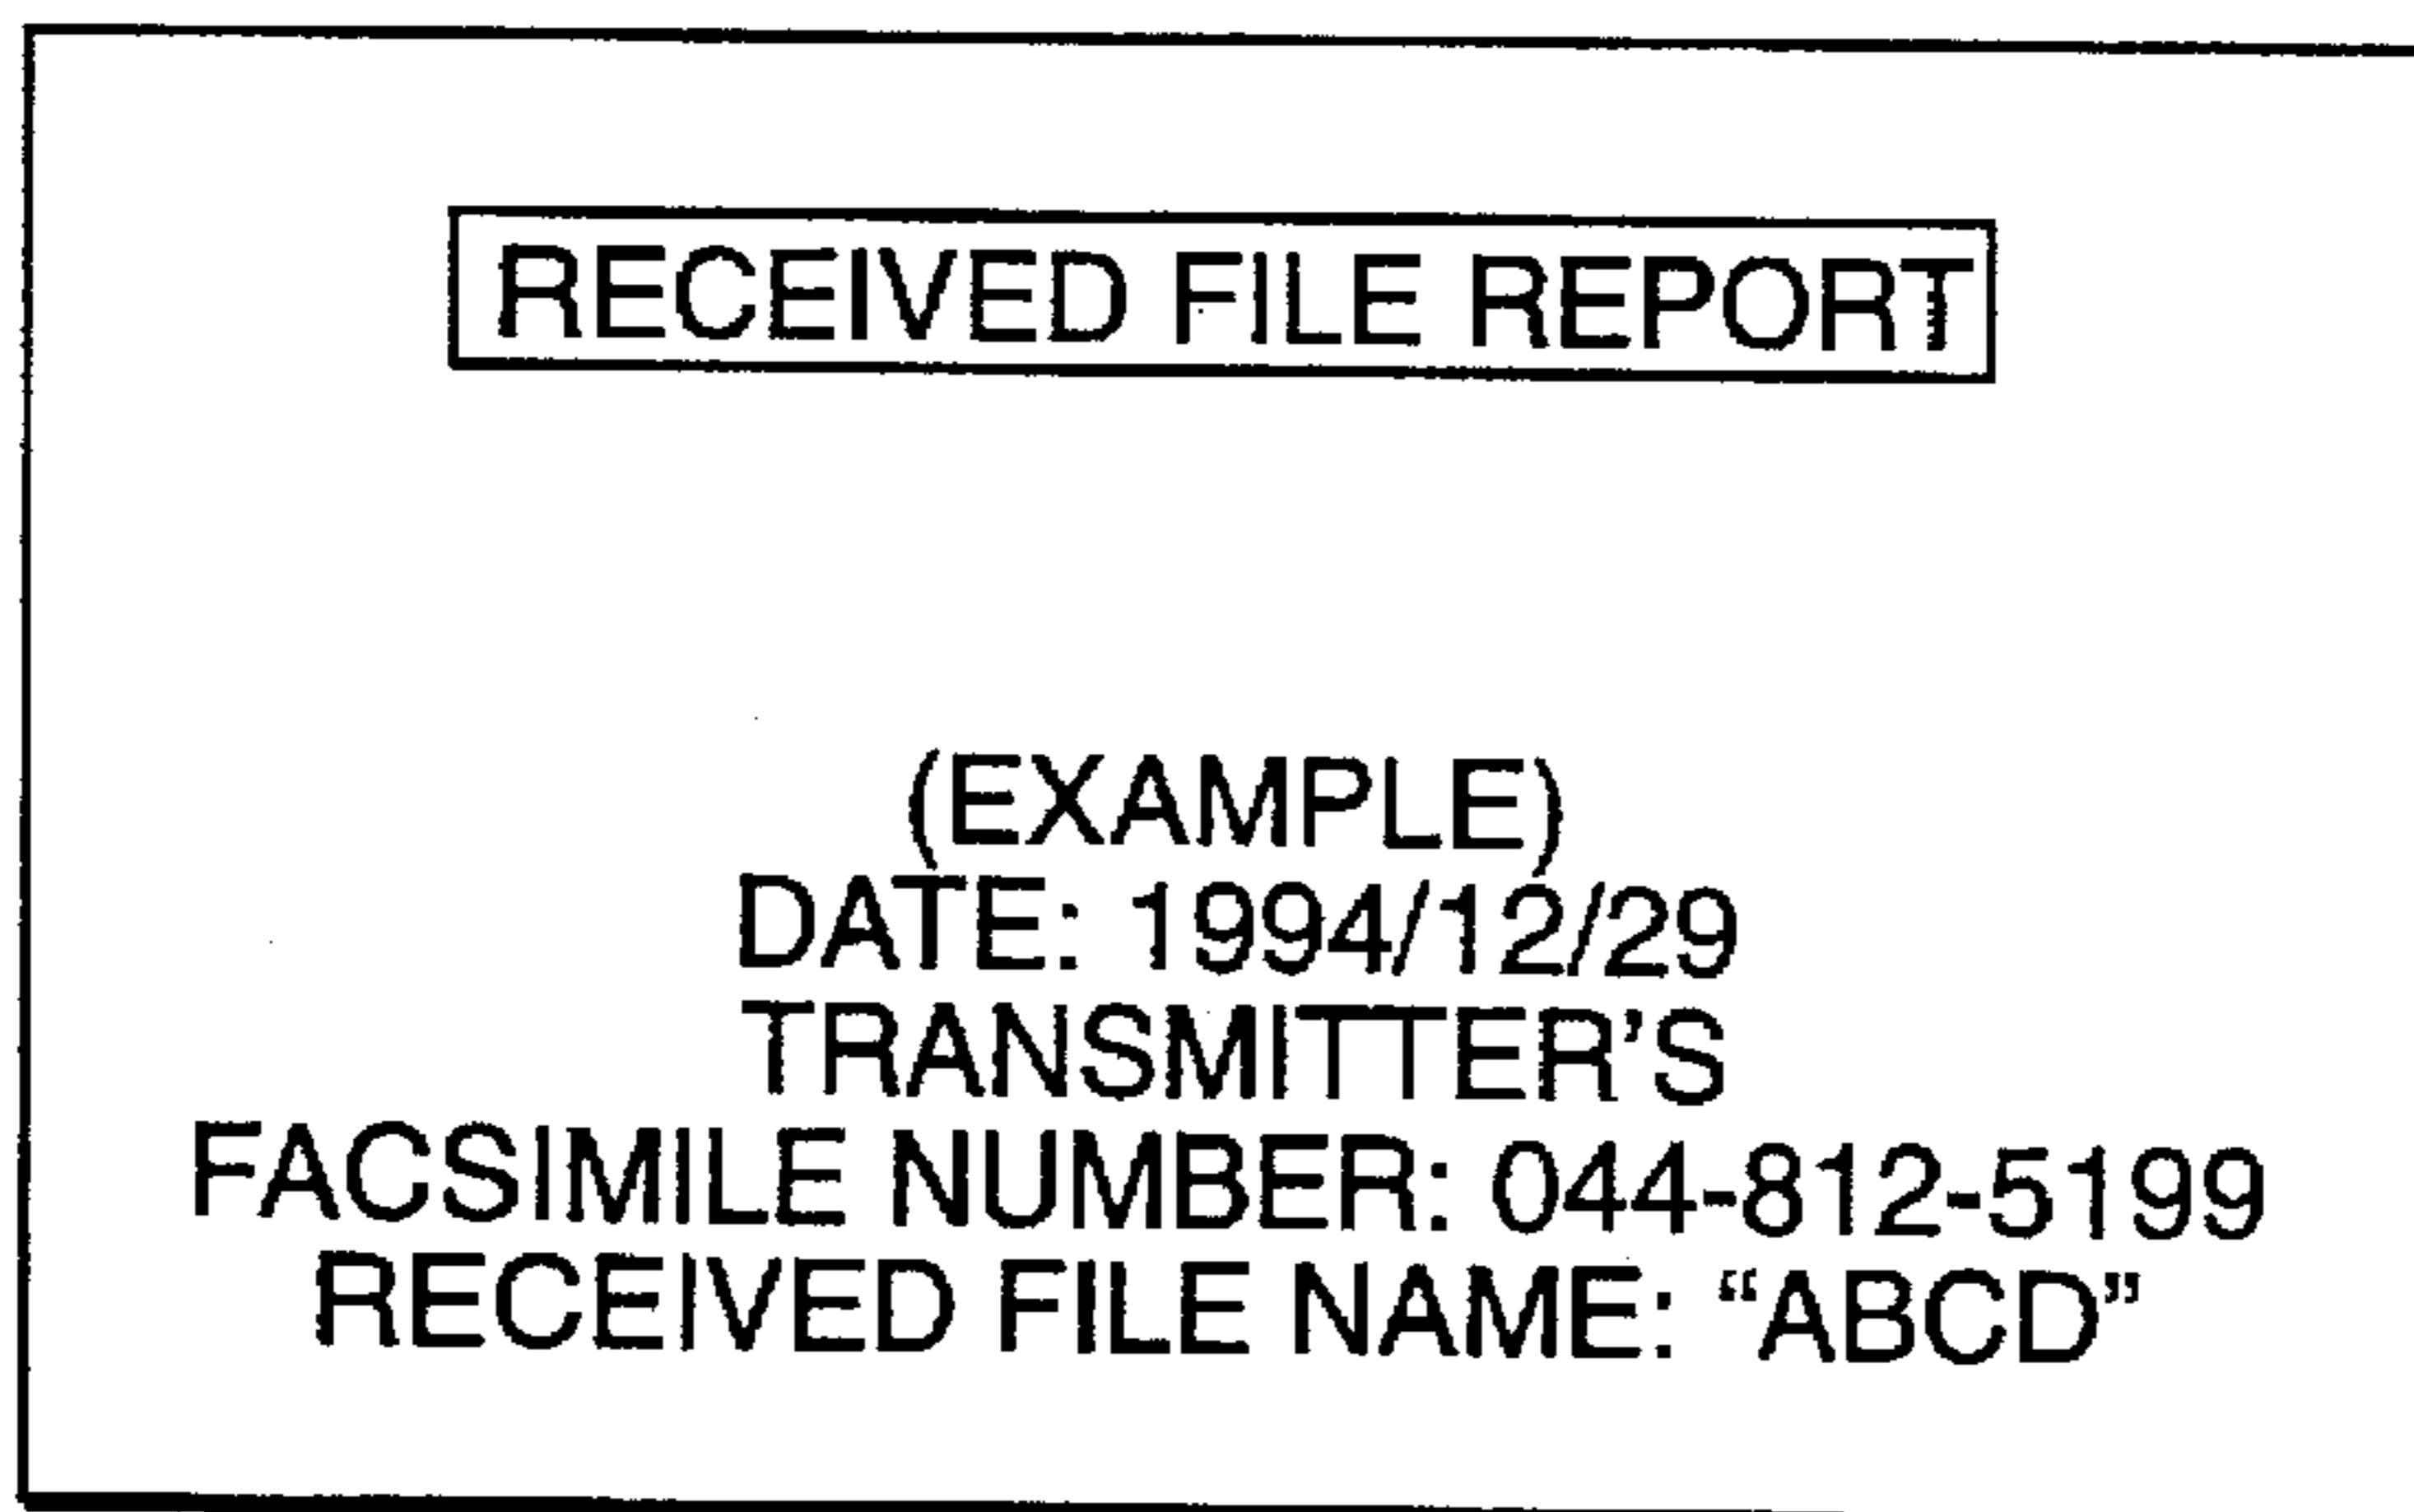 RECEIVED FILE REPORT
(EXAMPLE)
DATE: 1994/12/29
TRANSMITTER’S
FACSIMILE NUMBER: 044-812-5199
RECEIVED FILE NAME: “ABCD”